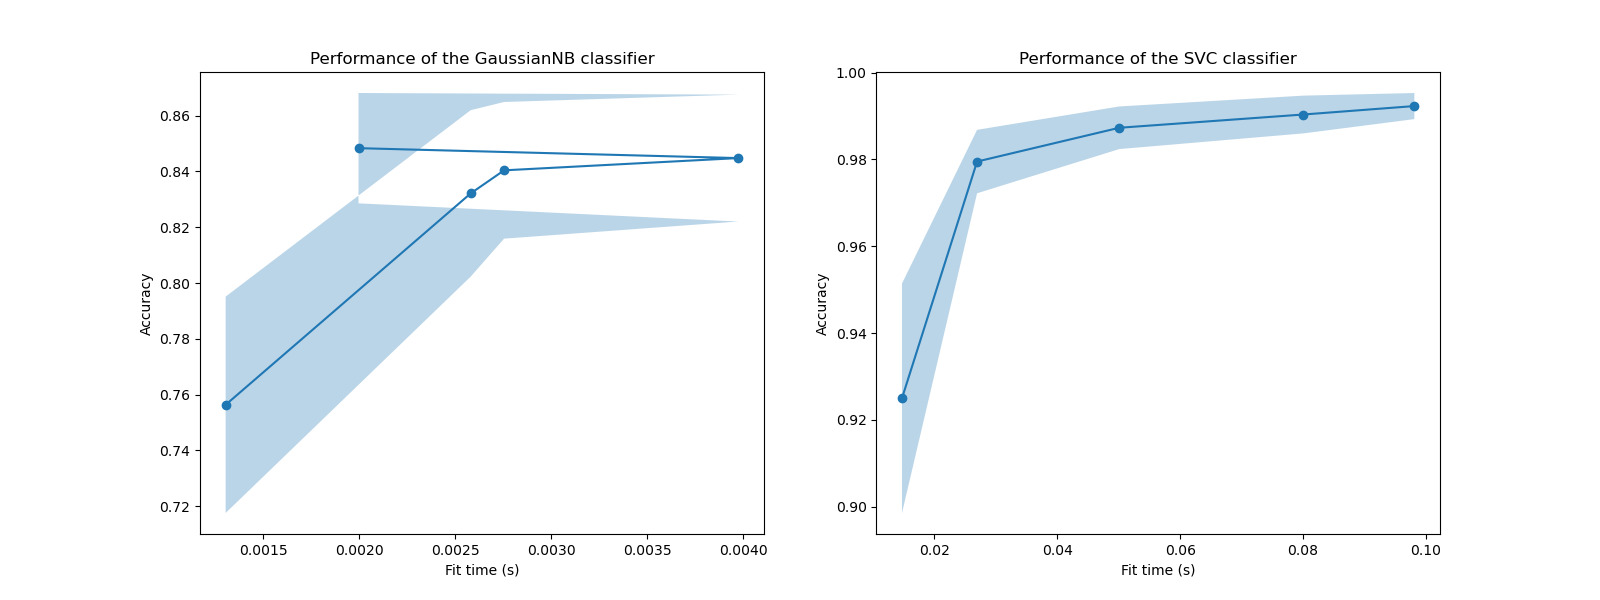 Performance of the GaussianNB classifier
Accuracy
0.86
0.84
0.82
0.80
0.78
0.76
0.74
0.72
0.0015 0.0020 0.0025 0.0030 0.0035 0.0040
Fit time (s)
Performance of the SVC classifier
Accuracy
1.00
0.98
0.96
0.94
0.92
0.90
0.02 0.04 0.06 0.08 0.10
Fit time (s)